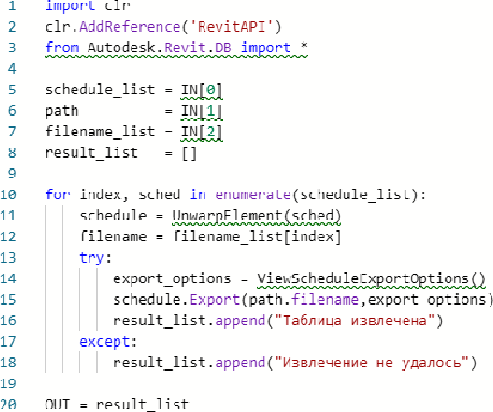 1 import clr
2 clr.AddReference('RevitAPI')
3 from Autodesk.Revit.DB import *
4
5 schedule_list = IN[0]
6 path = IN[1]
7 filename_list = IN[2]
8 result_list = []
9
10 for index, sched in enumerate(schedule_list):
11 schedule = UnwarpElement(sched)
12 filename = filename_list[index]
13 try:
14 export_options = ViewScheduleExportOptions()
15 schedule.Export(path.filename,export_options)
16 result_list.append("Таблица извлечена")
17 except:
18 result_list.append("Извлечение не удалось")
19
20 OUT = result_list